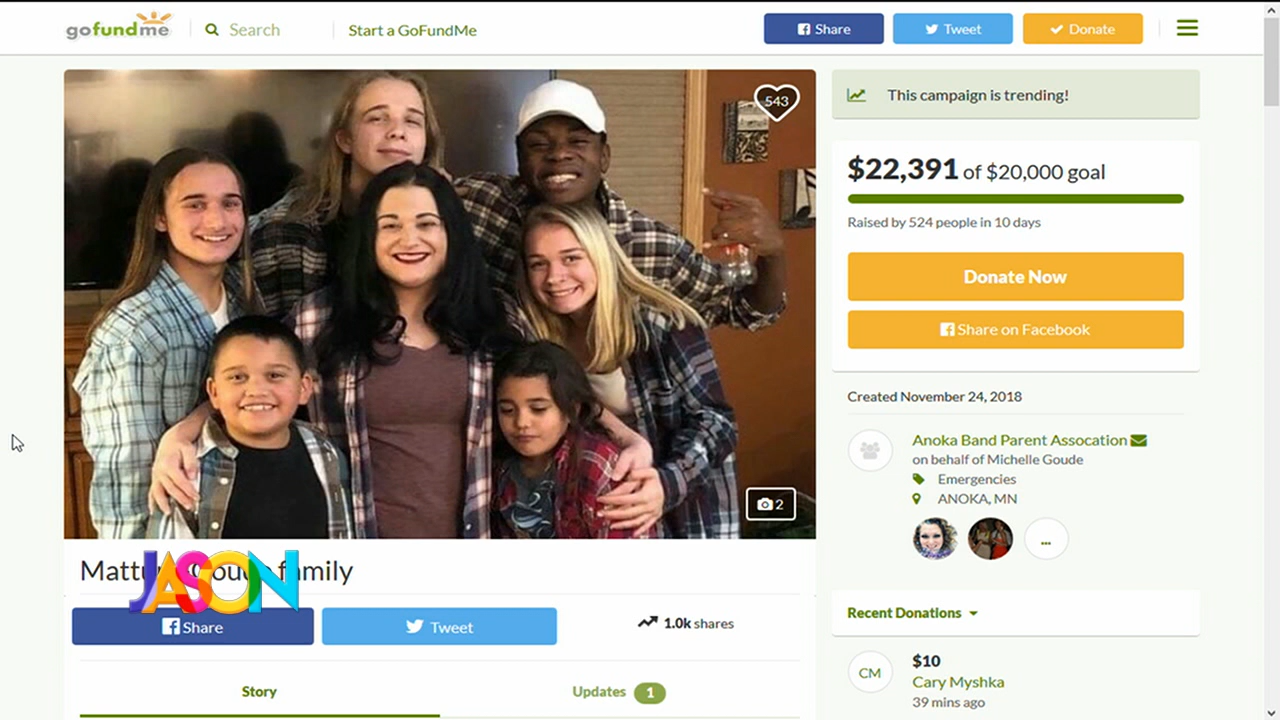 gofundme
Search
Start a GoFundMe
Share
Tweet
Donate
543
2
This campaign is trending!
$22,391 of $20,000 goal
Raised by 524 people in 10 days
Donate Now
Share on Facebook
Created November 24, 2018
Anoka Band Parent Assocation
on behalf of Michelle Goude
Emergencies
ANOKA, MN
...
family
JASON
Share
Tweet
1.0k shares
Story
Updates 1
Recent Donations
CM
$10
Cary Myshka
39 mins ago